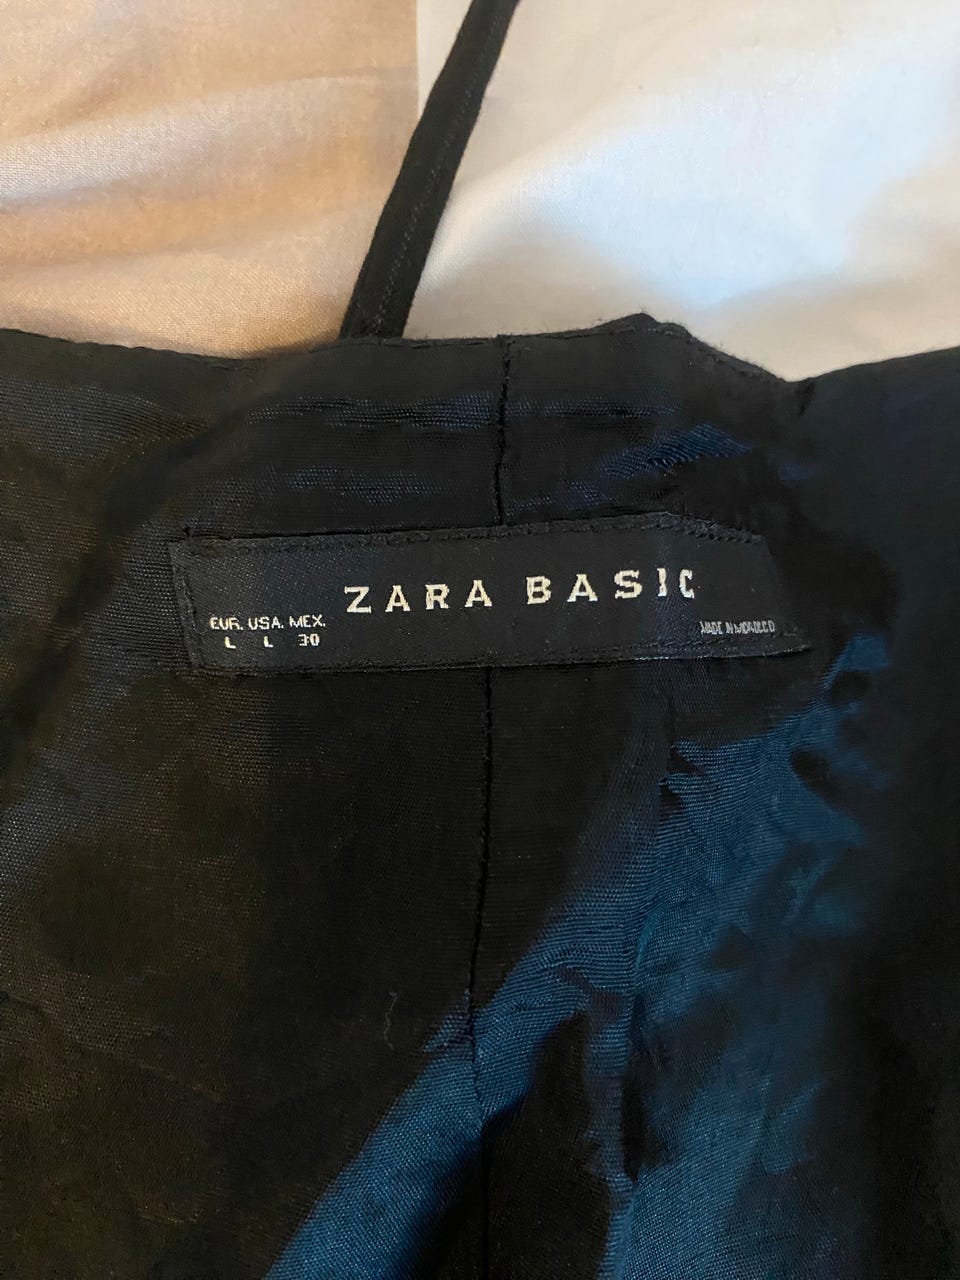 ZARA BASIC
EUR. USA. MEX.
L L 30
MADE IN MOROCCO